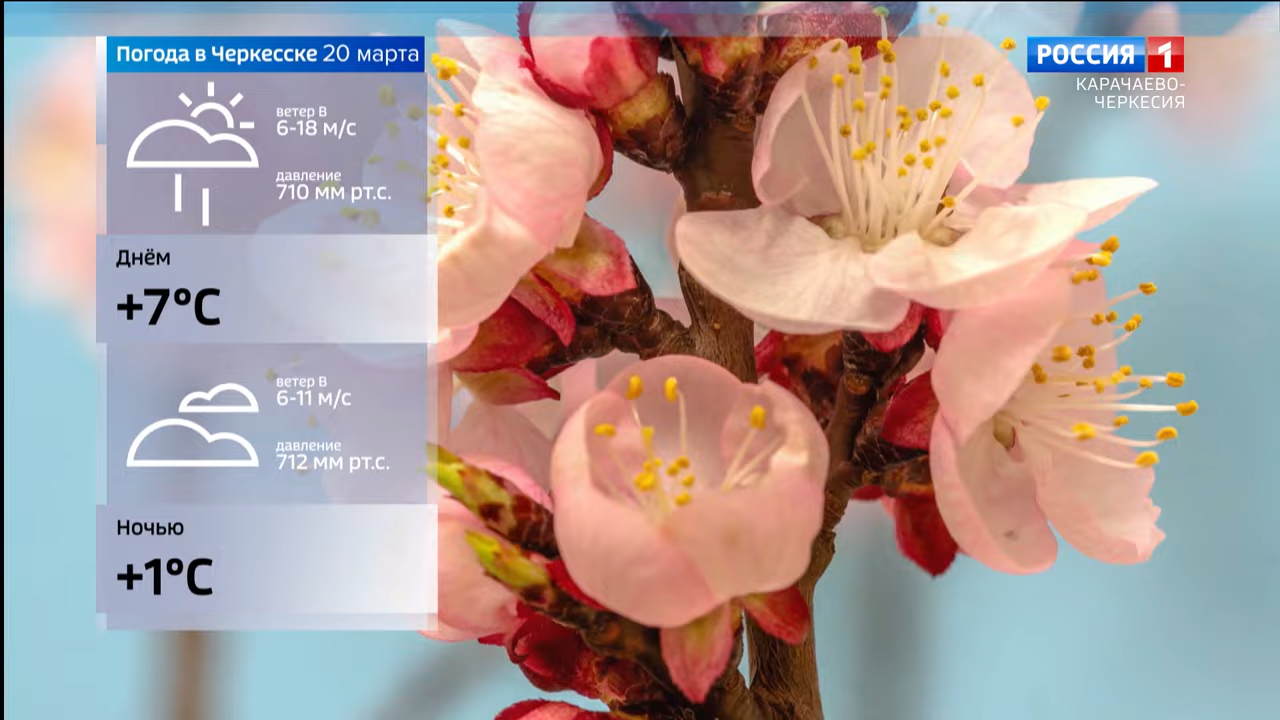 Погода в Черкесске 20 марта
ветер В
6-18 м/с
давление
710 мм рт.с.
Днём
+7°C
ветер В
6-11 м/с
давление
712 мм рт.с.
Ночью
+1°C
РОССИЯ 1
КАРАЧАЕВО-
ЧЕРКЕСИЯ